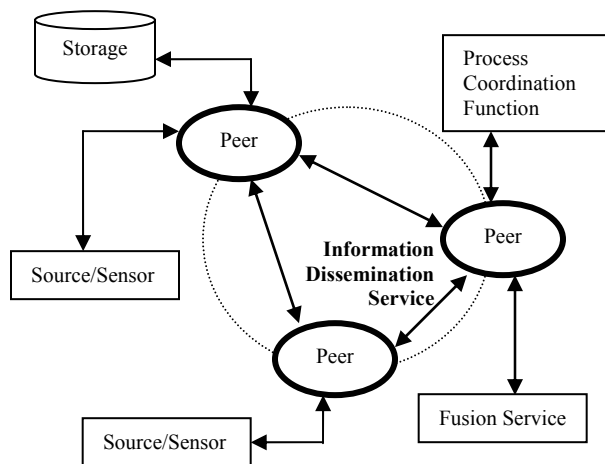 Storage
Process
Coordination
Function
Peer
Peer
Information
Dissemination
Service
Source/Sensor
Peer
Fusion Service
Source/Sensor